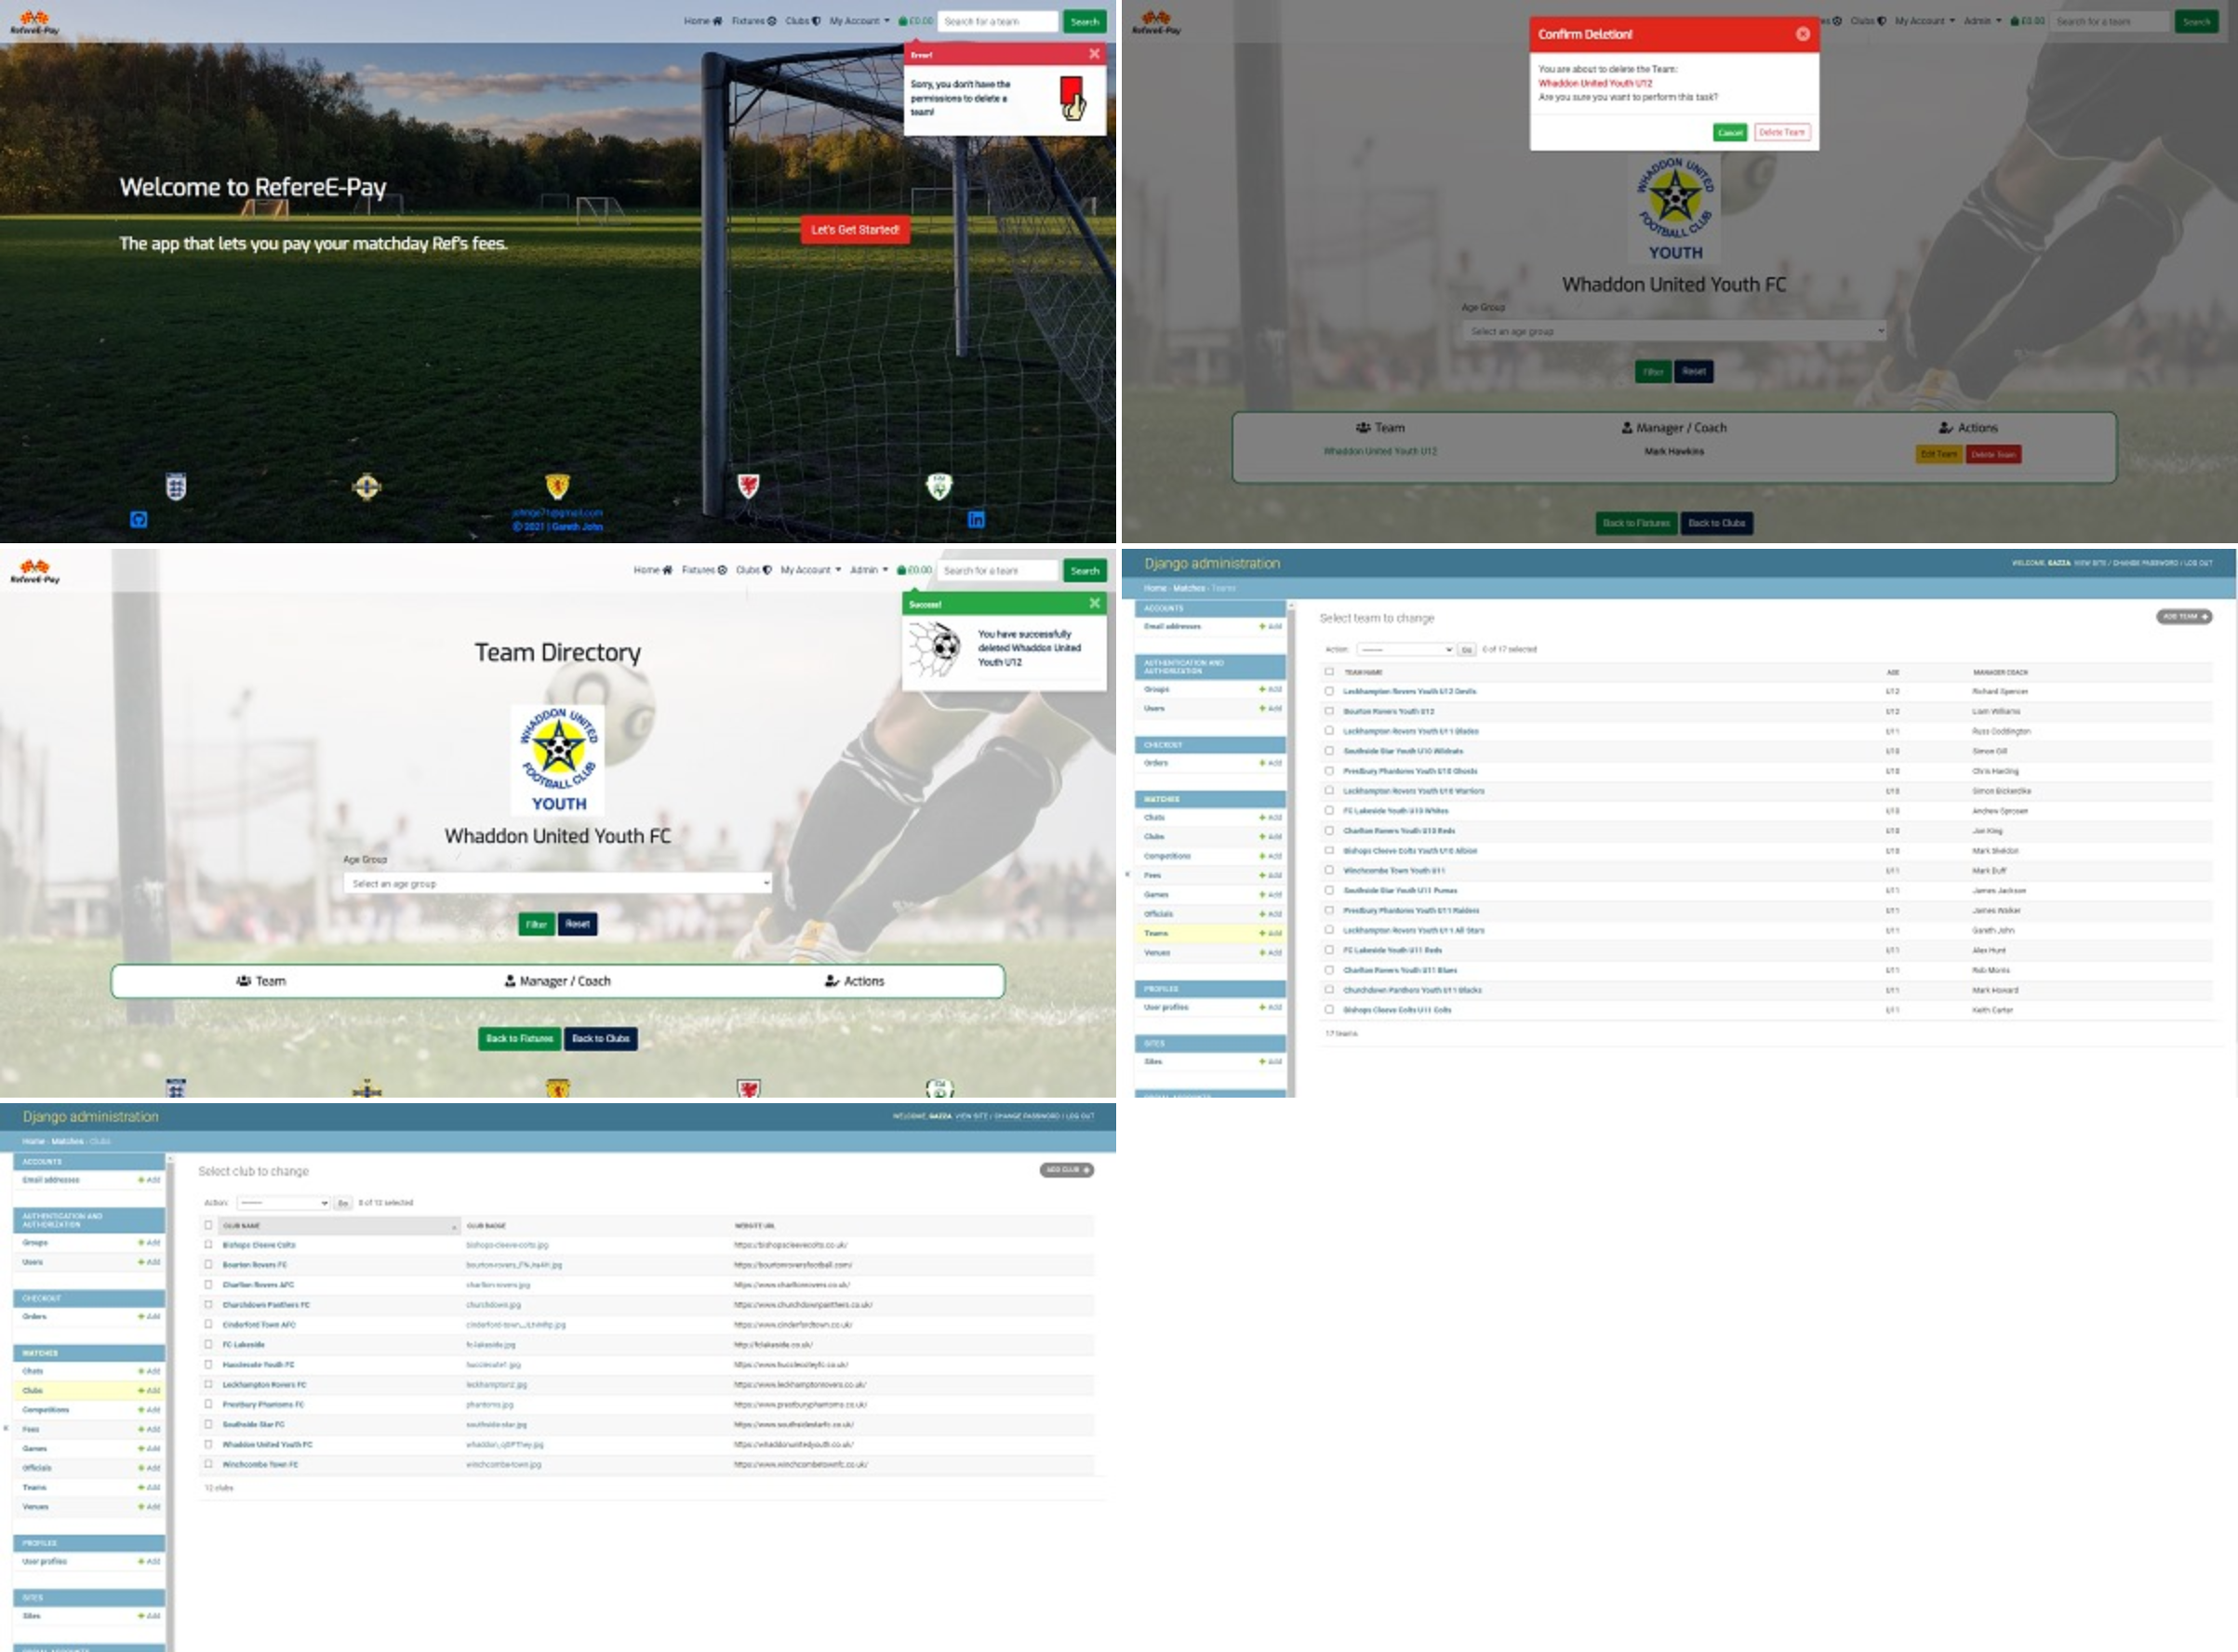 RefereE-Pay
Home Fixtures Clubs My Account £0.00 Search for a team Search
Error!
Sorry, you don't have the
permissions to delete a
team!
Welcome to RefereE-Pay
The app that lets you pay your matchday Ref's fees.
Let's Get Started!
johnge71@gmail.com
© 2021 | Gareth John
RefereE-Pay
Clubs My Account Admin £0.00 Search for a team Search
Confirm Deletion!
You are about to delete the Team:
Whaddon United Youth U12
Are you sure you want to perform this task?
Cancel Delete Team
WHADDON UNITED
FOOTBALL CLUB
YOUTH
Whaddon United Youth FC
Age Group
Select an age group
Filter Reset
Team Manager / Coach Actions
Whaddon United Youth U12 Mark Hawkins Edit Team Delete Team
Back to Fixtures Back to Clubs
RefereE-Pay
Home Fixtures Clubs My Account Admin £0.00 Search for a team Search
Success!
You have successfully
deleted Whaddon United
Youth U12
Team Directory
WHADDON UNITED
FOOTBALL CLUB
YOUTH
Whaddon United Youth FC
Age Group
Select an age group
Filter Reset
Team Manager / Coach Actions
Back to Fixtures Back to Clubs
Django administration
WELCOME, GAZZA. VIEW SITE / CHANGE PASSWORD / LOG OUT
Home › Matches › Teams
ACCOUNTS
Email addresses + Add
AUTHENTICATION AND
AUTHORIZATION
Groups + Add
Users + Add
CHECKOUT
Orders + Add
MATCHES
Chats + Add
Clubs + Add
Competitions + Add
Fees + Add
Games + Add
Officials + Add
Teams + Add
Venues + Add
PROFILES
User profiles + Add
SITES
Sites + Add
SOCIAL ACCOUNTS
Select team to change
ADD TEAM +
Action: --------- Go 0 of 17 selected
TEAM NAME AGE MANAGER COACH
Leckhampton Rovers Youth U12 Devils U12 Richard Spencer
Bourton Rovers Youth U12 U12 Liam Williams
Leckhampton Rovers Youth U11 Blades U11 Russ Coddington
Southside Star Youth U10 Wildcats U10 Simon Gill
Prestbury Phantoms Youth U10 Ghosts U10 Chris Harding
Leckhampton Rovers Youth U10 Warriors U10 Simon Bickerdike
FC Lakeside Youth U10 Whites U10 Andrew Sproson
Charlton Rovers Youth U10 Reds U10 Jon King
Bishops Cleeve Colts Youth U10 Albion U10 Mark Sheldon
Winchcombe Town Youth U11 U11 Mark Duff
Southside Star Youth U11 Pumas U11 James Jackson
Prestbury Phantoms Youth U11 Raiders U11 James Walker
Leckhampton Rovers Youth U11 All Stars U11 Gareth John
FC Lakeside Youth U11 Reds U11 Alex Hunt
Charlton Rovers Youth U11 Blues U11 Rob Morris
Churchdown Panthers Youth U11 Blacks U11 Mark Howard
Bishops Cleeve Colts U11 Colts U11 Keith Carter
17 teams
Django administration
WELCOME, GAZZA. VIEW SITE / CHANGE PASSWORD / LOG OUT
Home › Matches › Clubs
ACCOUNTS
Email addresses + Add
AUTHENTICATION AND
AUTHORIZATION
Groups + Add
Users + Add
CHECKOUT
Orders + Add
MATCHES
Chats + Add
Clubs + Add
Competitions + Add
Fees + Add
Games + Add
Officials + Add
Teams + Add
Venues + Add
PROFILES
User profiles + Add
SITES
Sites + Add
SOCIAL ACCOUNTS
Select club to change
ADD CLUB +
Action: --------- Go 0 of 12 selected
CLUB NAME CLUB BADGE WEBSITE URL
Bishops Cleeve Colts bishops-cleeve-colts.jpg https://bishopscleevecolts.co.uk/
Bourton Rovers FC https://bourtonroversfootball.com/
Charlton Rovers AFC charlton-rovers.jpg https://www.charltonrovers.co.uk/
Churchdown Panthers FC churchdown.jpg https://www.churchdownpanthers.co.uk/
Cinderford Town AFC https://www.cinderfordtown.co.uk/
FC Lakeside fc-lakeside.jpg http://fclakeside.co.uk/
Hucclecote Youth FC hucclecote1.jpg
Leckhampton Rovers FC leckhampton2.jpg https://www.leckhamptonrovers.co.uk/
Prestbury Phantoms FC phantoms.jpg https://www.prestburyphantoms.co.uk/
Southside Star FC southside-star.jpg https://www.southsidestarfc.co.uk/
Whaddon United Youth FC https://whaddonunitedyouth.co.uk/
Winchcombe Town FC winchcombe-town.jpg https://www.winchcombetownfc.co.uk/
12 clubs